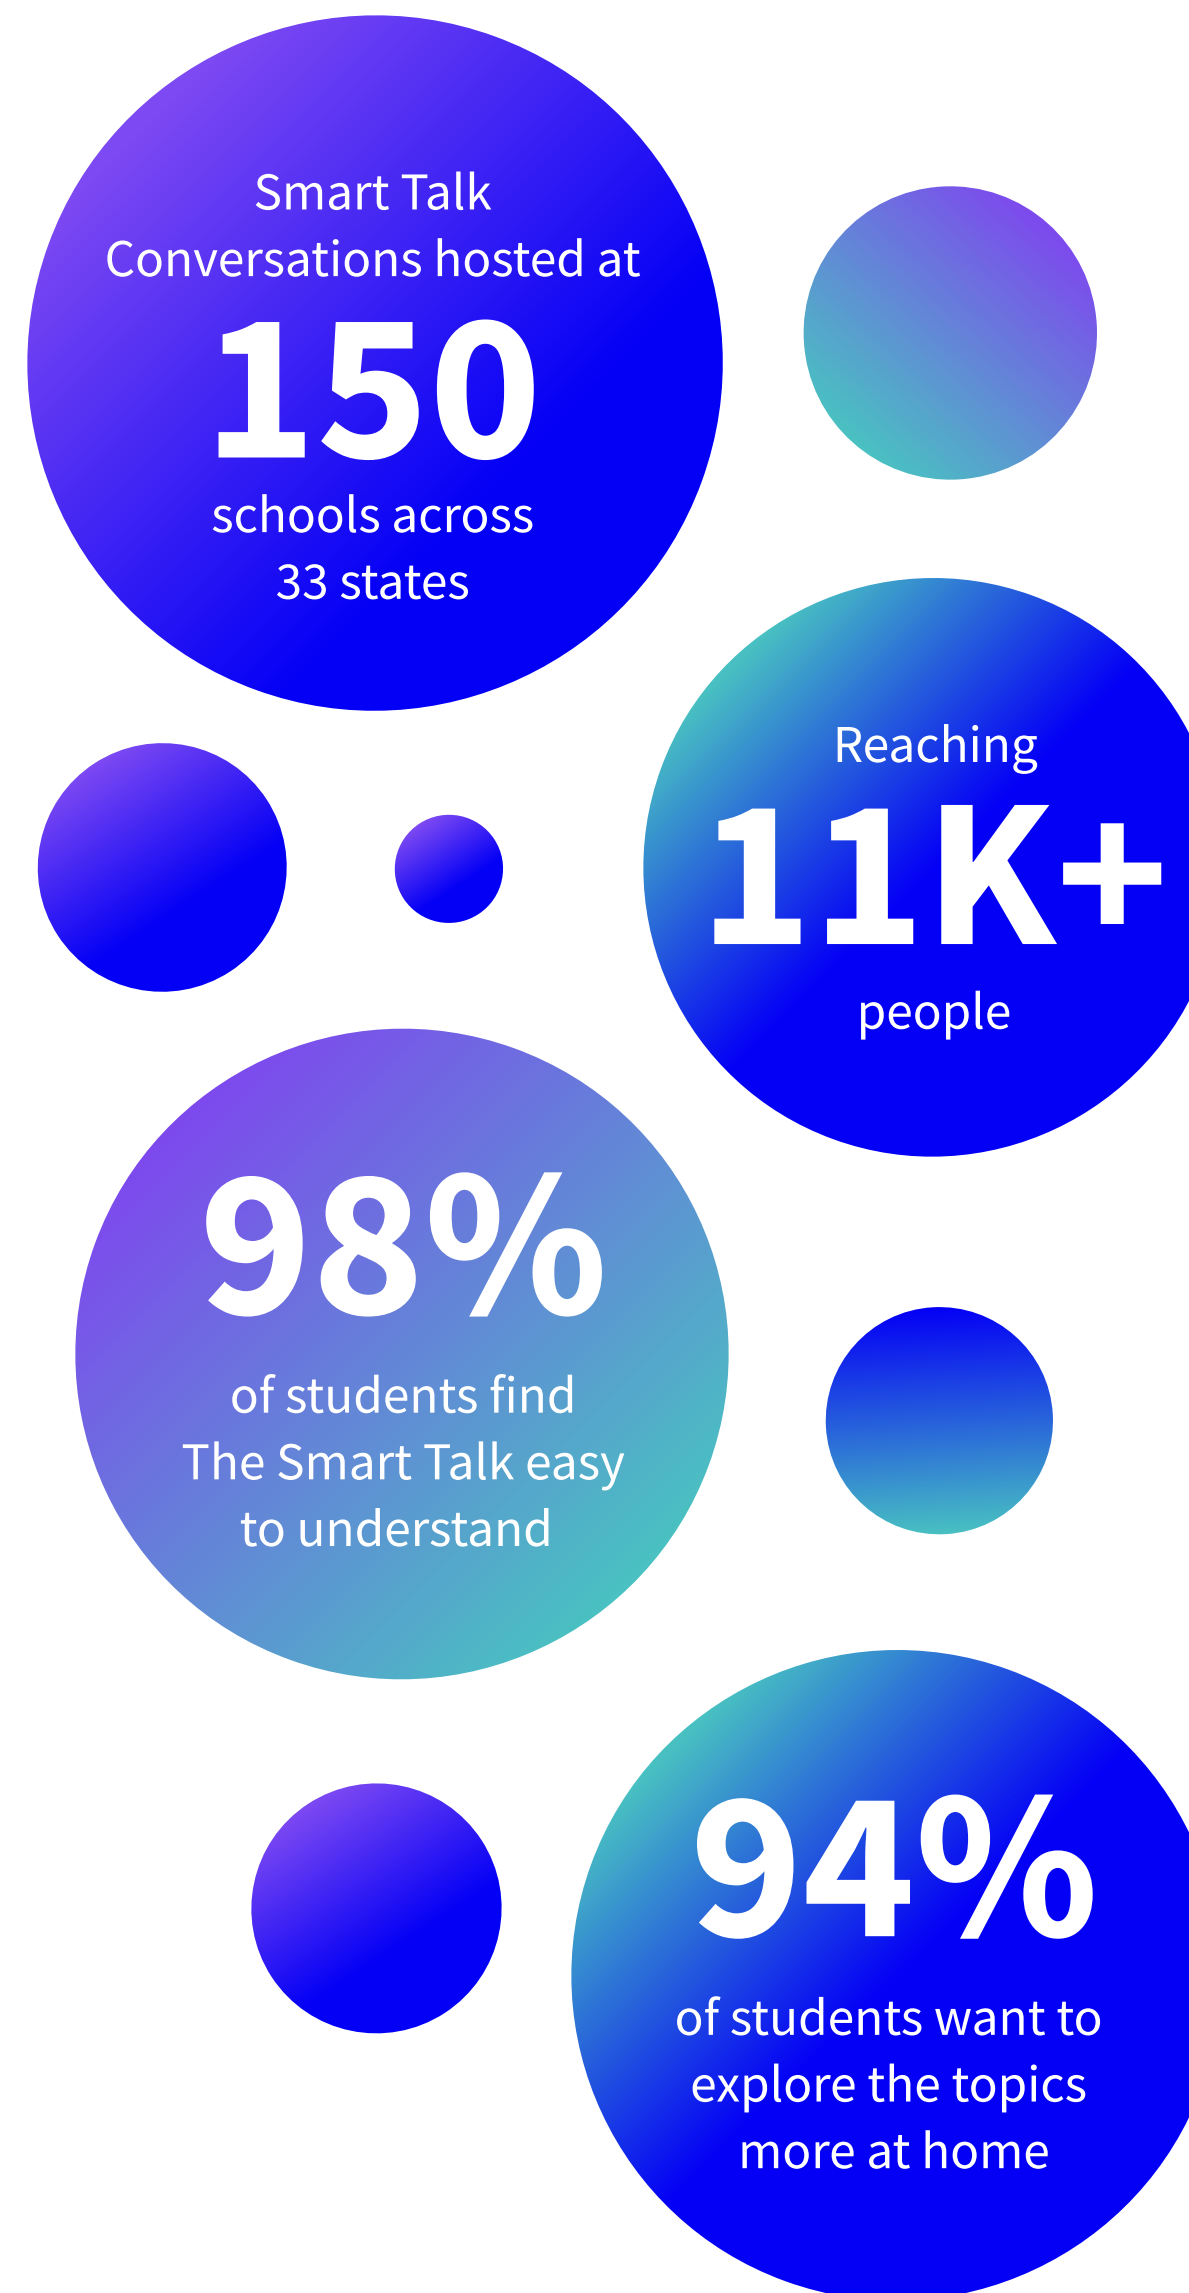 Smart Talk
Conversations hosted at
150
schools across
33 states
Reaching
11K+
people
98%
of students find
The Smart Talk easy
to understand
94%
of students want to
explore the topics
more at home